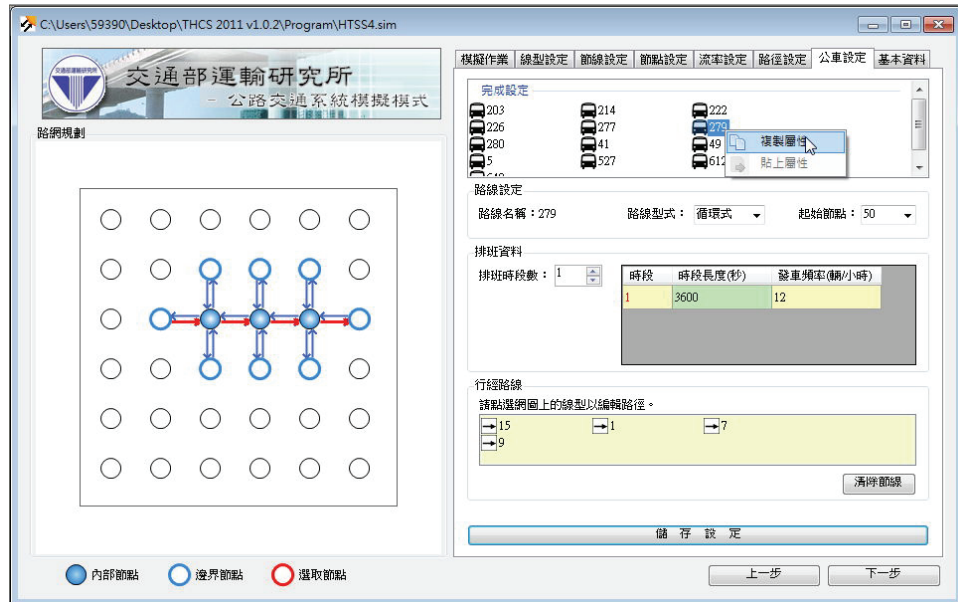 C:\Users\59390\Desktop\THCS 2011 v1.0.2\Program\HTSS4.sim
交通部運輸研究所
- 公路交通系統模擬模式
路網規劃
內部節點 邊界節點 選取節點
模擬作業 線型設定 節線設定 節點設定 流率設定 路徑設定 公車設定 基本資料
完成設定
203 214 222
226 277 279
280 41 49
5 527 612
複製屬性
貼上屬性
路線設定
路線名稱：279 路線型式： 循環式 起始節點： 50
排班資料
排班時段數： 1
時段 時段長度(秒) 發車頻率(輛/小時)
1 3600 12
行經路線
請點選網圖上的線型以編輯路徑。
15 1 7
9
清除節線
儲 存 設 定
上一步 下一步